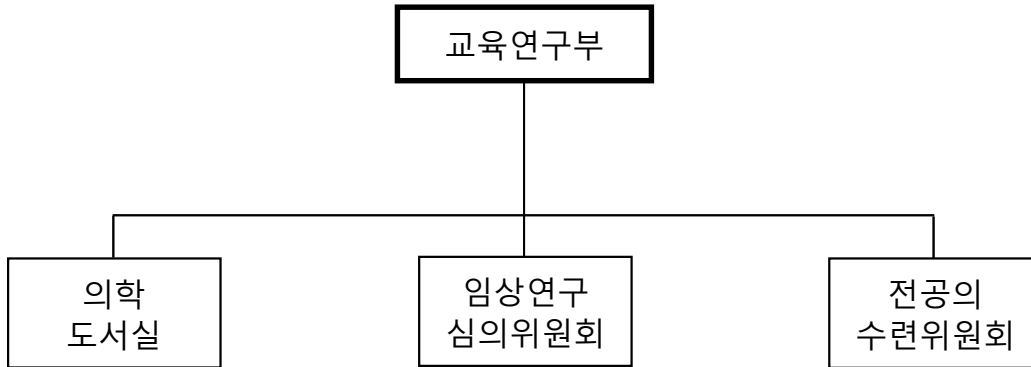 교육연구부
의학
도서실
임상연구
심의위원회
전공의
수련위원회